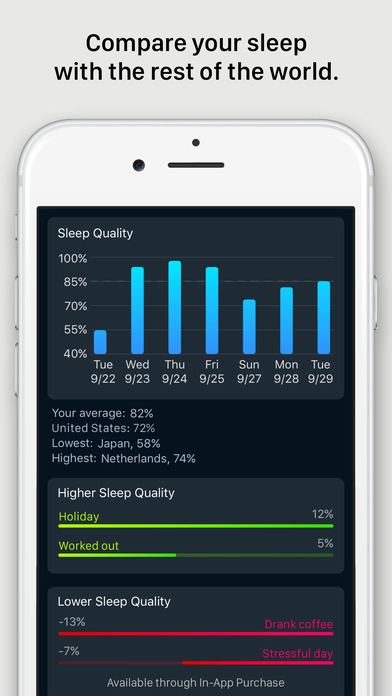 Compare your sleep
with the rest of the world.
Sleep Quality
100%
85%
70%
55%
40%
Tue Wed Thu Fri Sun Mon Tue
9/22 9/23 9/24 9/25 9/27 9/28 9/29
Your average: 82%
United States: 72%
Lowest: Japan, 58%
Highest: Netherlands, 74%
Higher Sleep Quality
Holiday 12%
Worked out 5%
Lower Sleep Quality
-13% Drank coffee
-7% Stressful day
Available through In-App Purchase